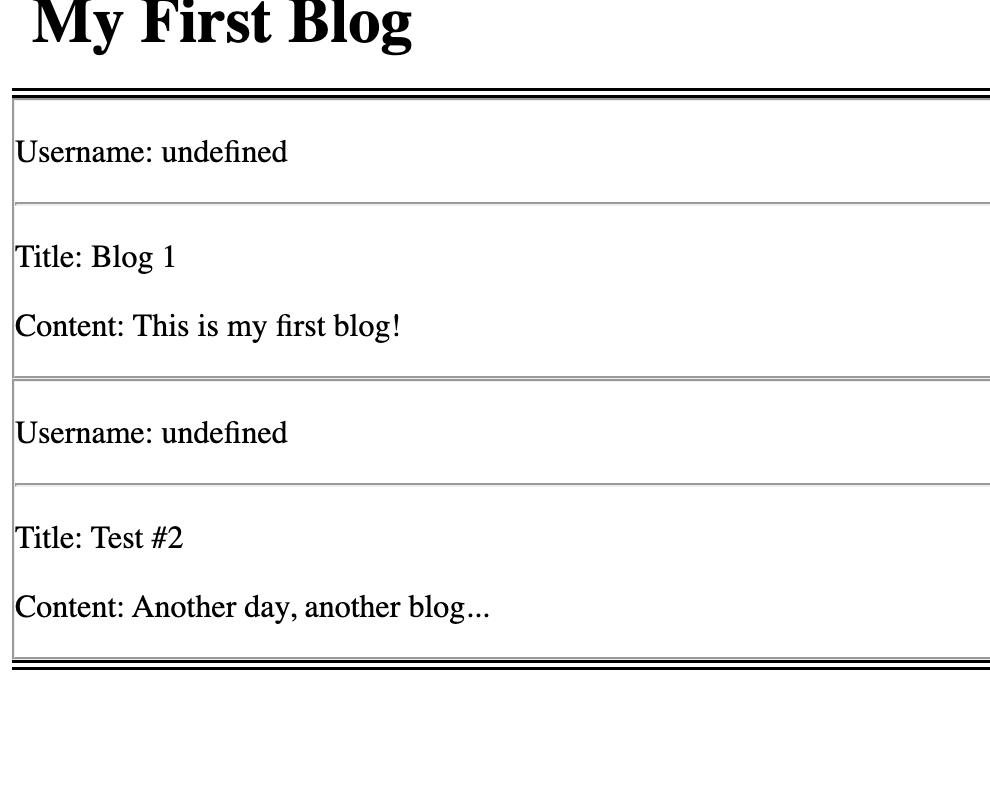 My First Blog
Username: undefined
Title: Blog 1
Content: This is my first blog!
Username: undefined
Title: Test #2
Content: Another day, another blog...